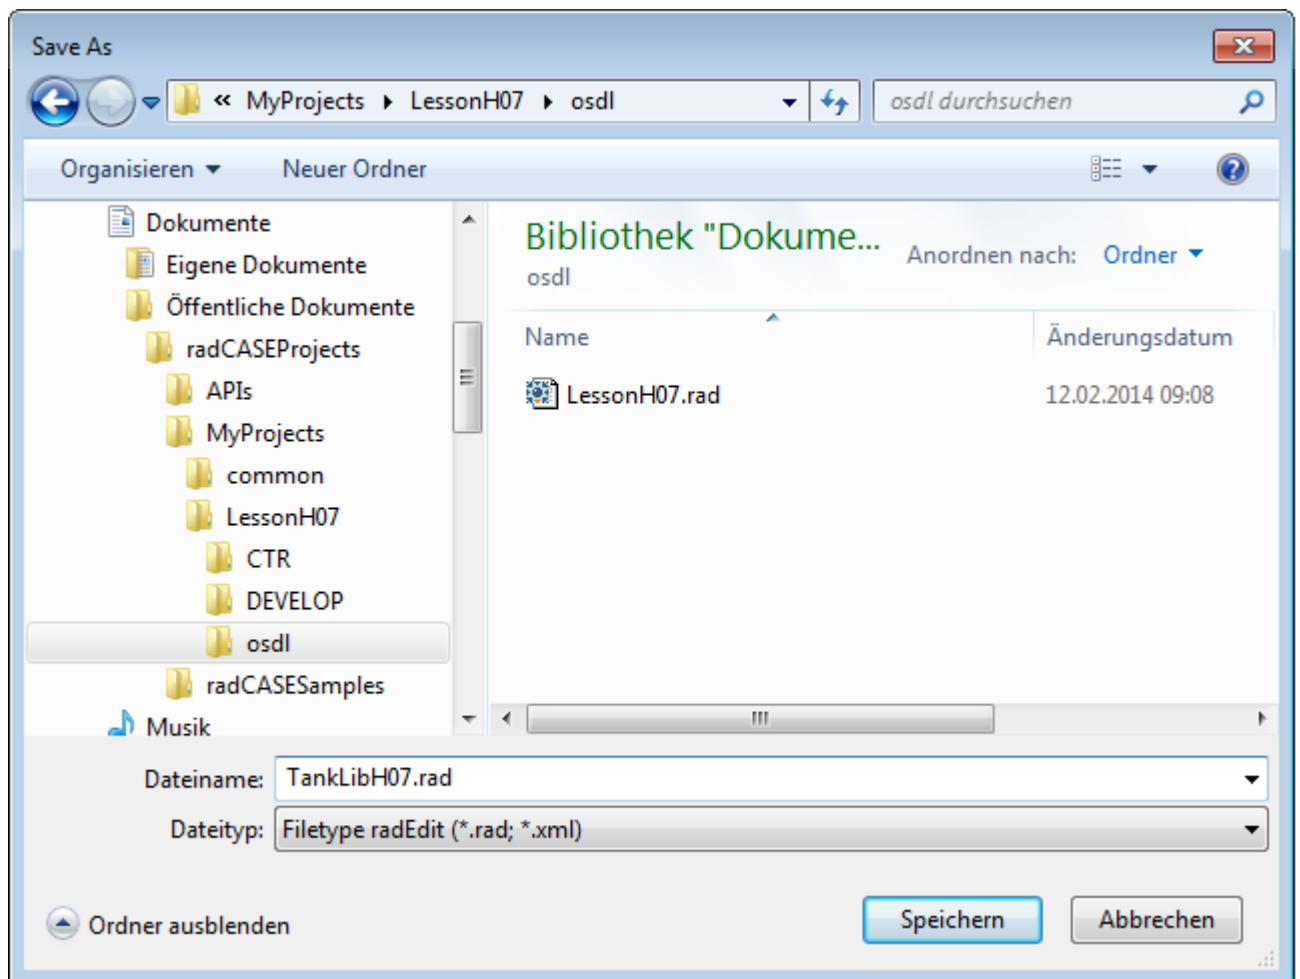 Save As
« MyProjects ▸ LessonH07 ▸ osdl
osdl durchsuchen
Organisieren
Neuer Ordner
Dokumente
Eigene Dokumente
Öffentliche Dokumente
radCASEProjects
APIs
MyProjects
common
LessonH07
CTR
DEVELOP
osdl
radCASESamples
Musik
Bibliothek "Dokume...
osdl
Anordnen nach: Ordner
Name
Änderungsdatum
LessonH07.rad
12.02.2014 09:08
Dateiname: TankLibH07.rad
Dateityp: Filetype radEdit (*.rad; *.xml)
Ordner ausblenden
Speichern
Abbrechen